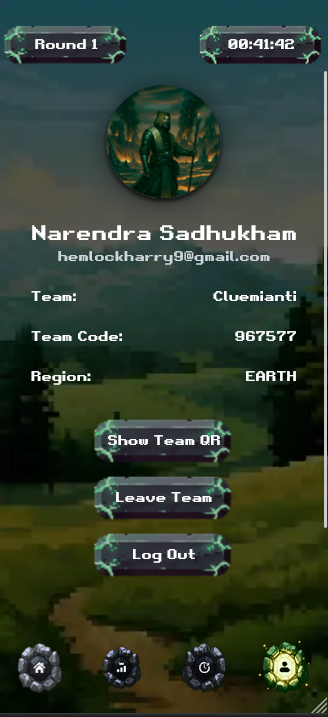 Round 1
00:41:42
Narendra Sadhukham
hemlockharry9@gmail.com
Team: Cluemianti
Team Code: 967577
Region: EARTH
Show Team QR
Leave Team
Log Out